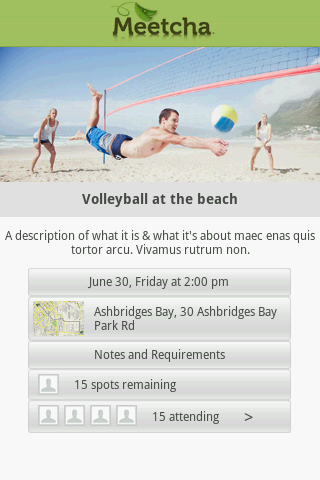 Meetcha
Volleyball at the beach
A description of what it is & what it's about maec enas quis
tortor arcu. Vivamus rutrum non.
June 30, Friday at 2:00 pm
Ashbridges Bay, 30 Ashbridges Bay
Park Rd
Notes and Requirements
15 spots remaining
15 attending >